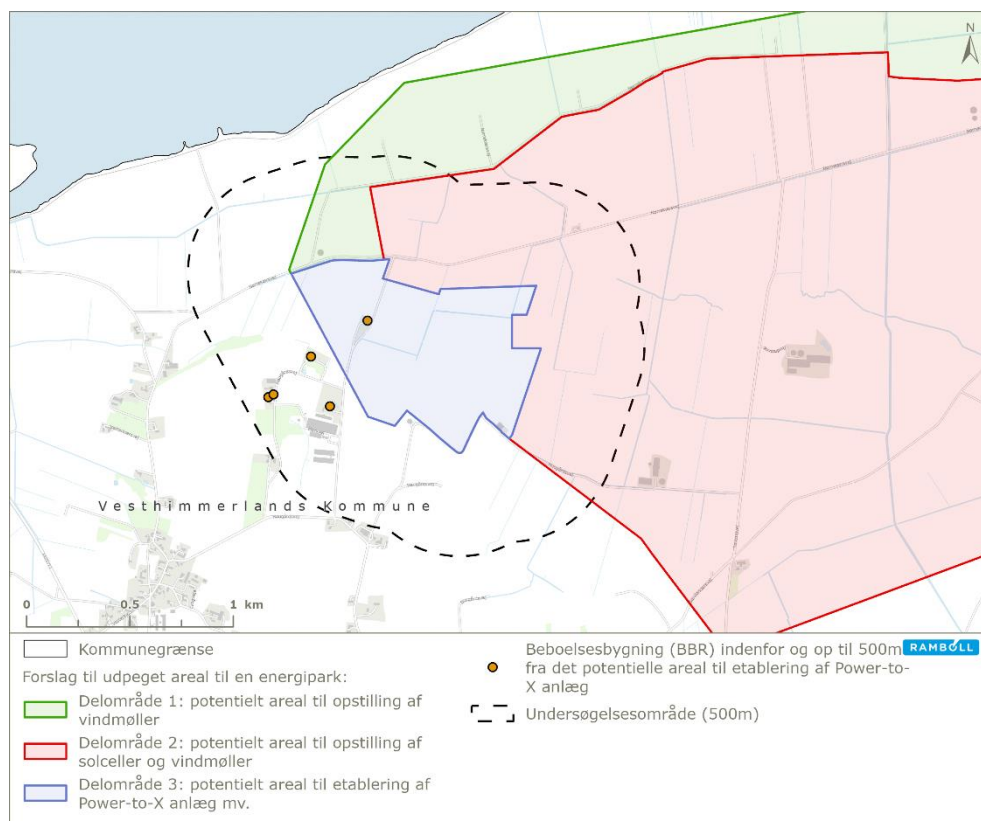 N
Vesthimmerlands Kommune
0 0.5 1 km
Kommunegrænse
Forslag til udpeget areal til en energipark:
Delområde 1: potentielt areal til opstilling af
vindmøller
Delområde 2: potentielt areal til opstilling af
solceller og vindmøller
Delområde 3: potentielt areal til etablering af
Power-to-X anlæg mv.
Beboelsesbygning (BBR) indenfor og op til 500m
fra det potentielle areal til etablering af Power-to-
X anlæg
Undersøgelsesområde (500m)
RAMBOLL